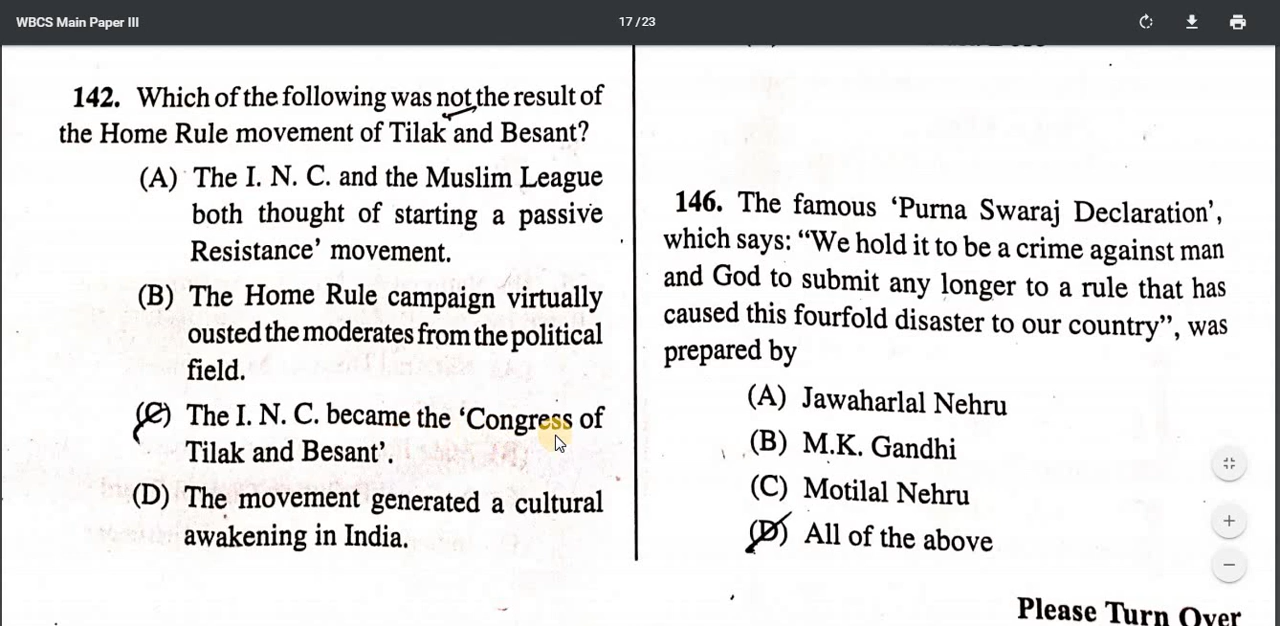 WBCS Main Paper III
17 / 23
142. Which of the following was not the result of
the Home Rule movement of Tilak and Besant?
(A) The I. N. C. and the Muslim League
both thought of starting a passive
Resistance' movement.
(B) The Home Rule campaign virtually
ousted the moderates from the political
field.
(C) The I. N. C. became the 'Congress of
Tilak and Besant'.
(D) The movement generated a cultural
awakening in India.
146. The famous 'Purna Swaraj Declaration',
which says: "We hold it to be a crime against man
and God to submit any longer to a rule that has
caused this fourfold disaster to our country", was
prepared by
(A) Jawaharlal Nehru
(B) M.K. Gandhi
(C) Motilal Nehru
(D) All of the above
Please Turn Over